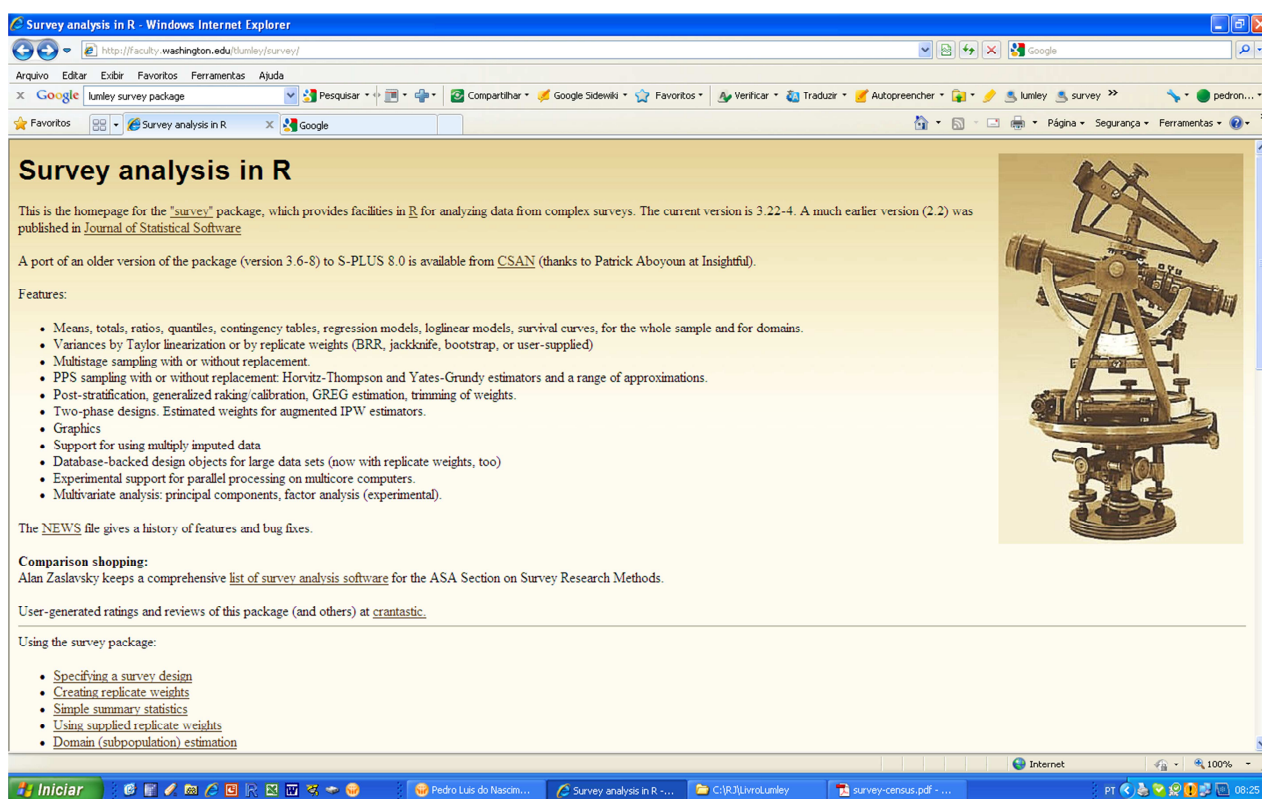 Survey analysis in R - Windows Internet Explorer
http://faculty.washington.edu/tlumley/survey/
Google
Arquivo Editar Exibir Favoritos Ferramentas Ajuda
x Google lumley survey package Pesquisar Compartilhar Google Sidewiki Favoritos Verificar Traduzir Autopreencher lumley survey >> pedron...
Favoritos Survey analysis in R X Google Página Segurança Ferramentas
Survey analysis in R
This is the homepage for the "survey" package, which provides facilities in R for analyzing data from complex surveys. The current version is 3.22-4. A much earlier version (2.2) was
published in Journal of Statistical Software
A port of an older version of the package (version 3.6-8) to S-PLUS 8.0 is available from CSAN (thanks to Patrick Aboyoun at Insightful).
Features:
• Means, totals, ratios, quantiles, contingency tables, regression models, loglinear models, survival curves, for the whole sample and for domains.
• Variances by Taylor linearization or by replicate weights (BRR, jackknife, bootstrap, or user-supplied)
• Multistage sampling with or without replacement.
• PPS sampling with or without replacement: Horvitz-Thompson and Yates-Grundy estimators and a range of approximations.
• Post-stratification, generalized raking/calibration, GREG estimation, trimming of weights.
• Two-phase designs. Estimated weights for augmented IPW estimators.
• Graphics
• Support for using multiply imputed data
• Database-backed design objects for large data sets (now with replicate weights, too)
• Experimental support for parallel processing on multicore computers.
• Multivariate analysis: principal components, factor analysis (experimental).
The NEWS file gives a history of features and bug fixes.
Comparison shopping:
Alan Zaslavsky keeps a comprehensive list of survey analysis software for the ASA Section on Survey Research Methods.
User-generated ratings and reviews of this package (and others) at crantastic.
Using the survey package:
• Specifying a survey design
• Creating replicate weights
• Simple summary statistics
• Using supplied replicate weights
• Domain (subpopulation) estimation
Internet 100%
Iniciar Pedro Luis do Nascim... Survey analysis in R -... C:\RJ\LivroLumley survey-census.pdf - ... PT 08:25